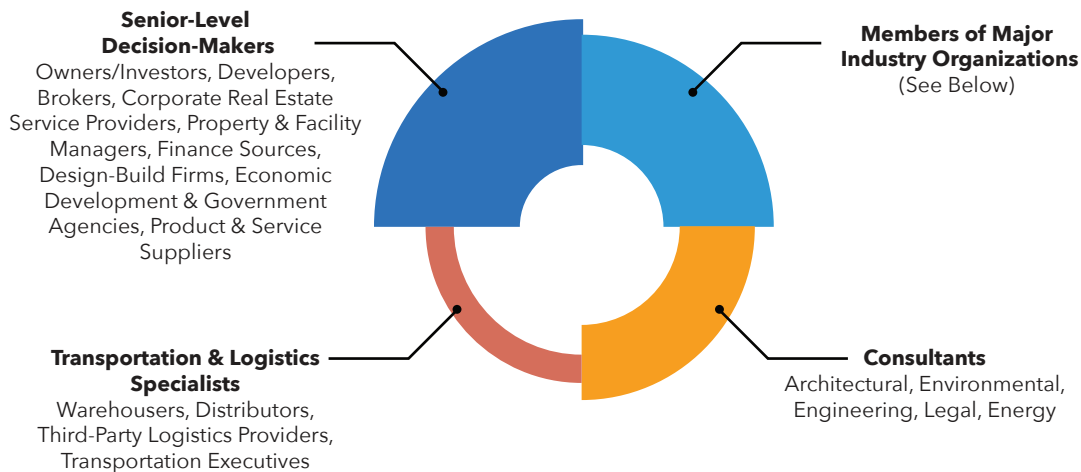 Senior-Level
Decision-Makers
Owners/Investors, Developers,
Brokers, Corporate Real Estate
Service Providers, Property & Facility
Managers, Finance Sources,
Design-Build Firms, Economic
Development & Government
Agencies, Product & Service
Suppliers
Members of Major
Industry Organizations
(See Below)
Transportation & Logistics
Specialists
Warehousers, Distributors,
Third-Party Logistics Providers,
Transportation Executives
Consultants
Architectural, Environmental,
Engineering, Legal, Energy